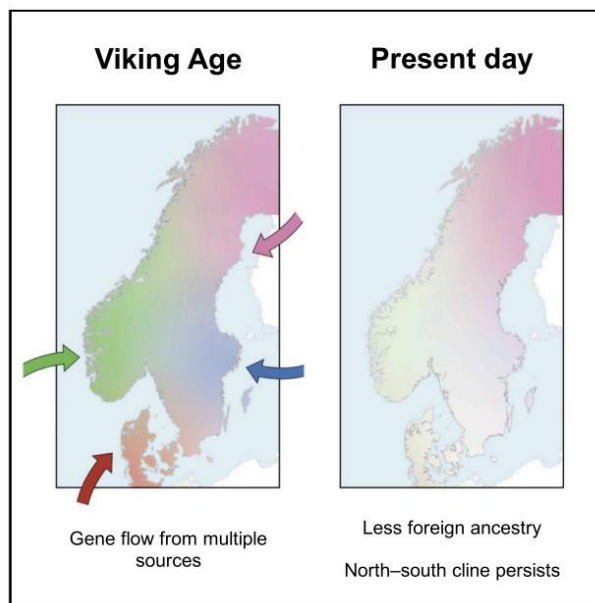 Viking Age
Present day
Gene flow from multiple
sources
Less foreign ancestry
North–south cline persists